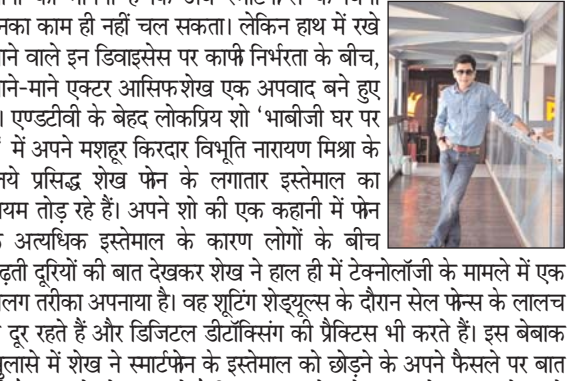 नका काम ही नहीं चल सकता। लेकिन हाथ में रखे
ाने वाले इन डिवाइसेस पर काफी निर्भरता के बीच,
ाने-माने एक्टर आसिफशेख एक अपवाद बने हुए
। एण्डटीवी के बेहद लोकप्रिय शो ‘भाबीजी घर पर
’ में अपने मशहूर किरदार विभूति नारायण मिश्रा के
नये प्रसिद्ध शेख फोन के लगातार इस्तेमाल का
यम तोड़ रहे हैं। अपने शो की एक कहानी में फोन
अत्यधिक इस्तेमाल के कारण लोगों के बीच
ढ़ती दूरियों की बात देखकर शेख ने हाल ही में टेक्नोलॉजी के मामले में एक
लग तरीका अपनाया है। वह शूटिंग शेड्यूल्स के दौरान सेल फोन्स के लालच
दूर रहते हैं और डिजिटल डीटॉक्सिंग की प्रैक्टिस भी करते हैं। इस बेबाक
ुलासे में शेख ने स्मार्टफोन के इस्तेमाल को छोड़ने के अपने फैसले पर बात